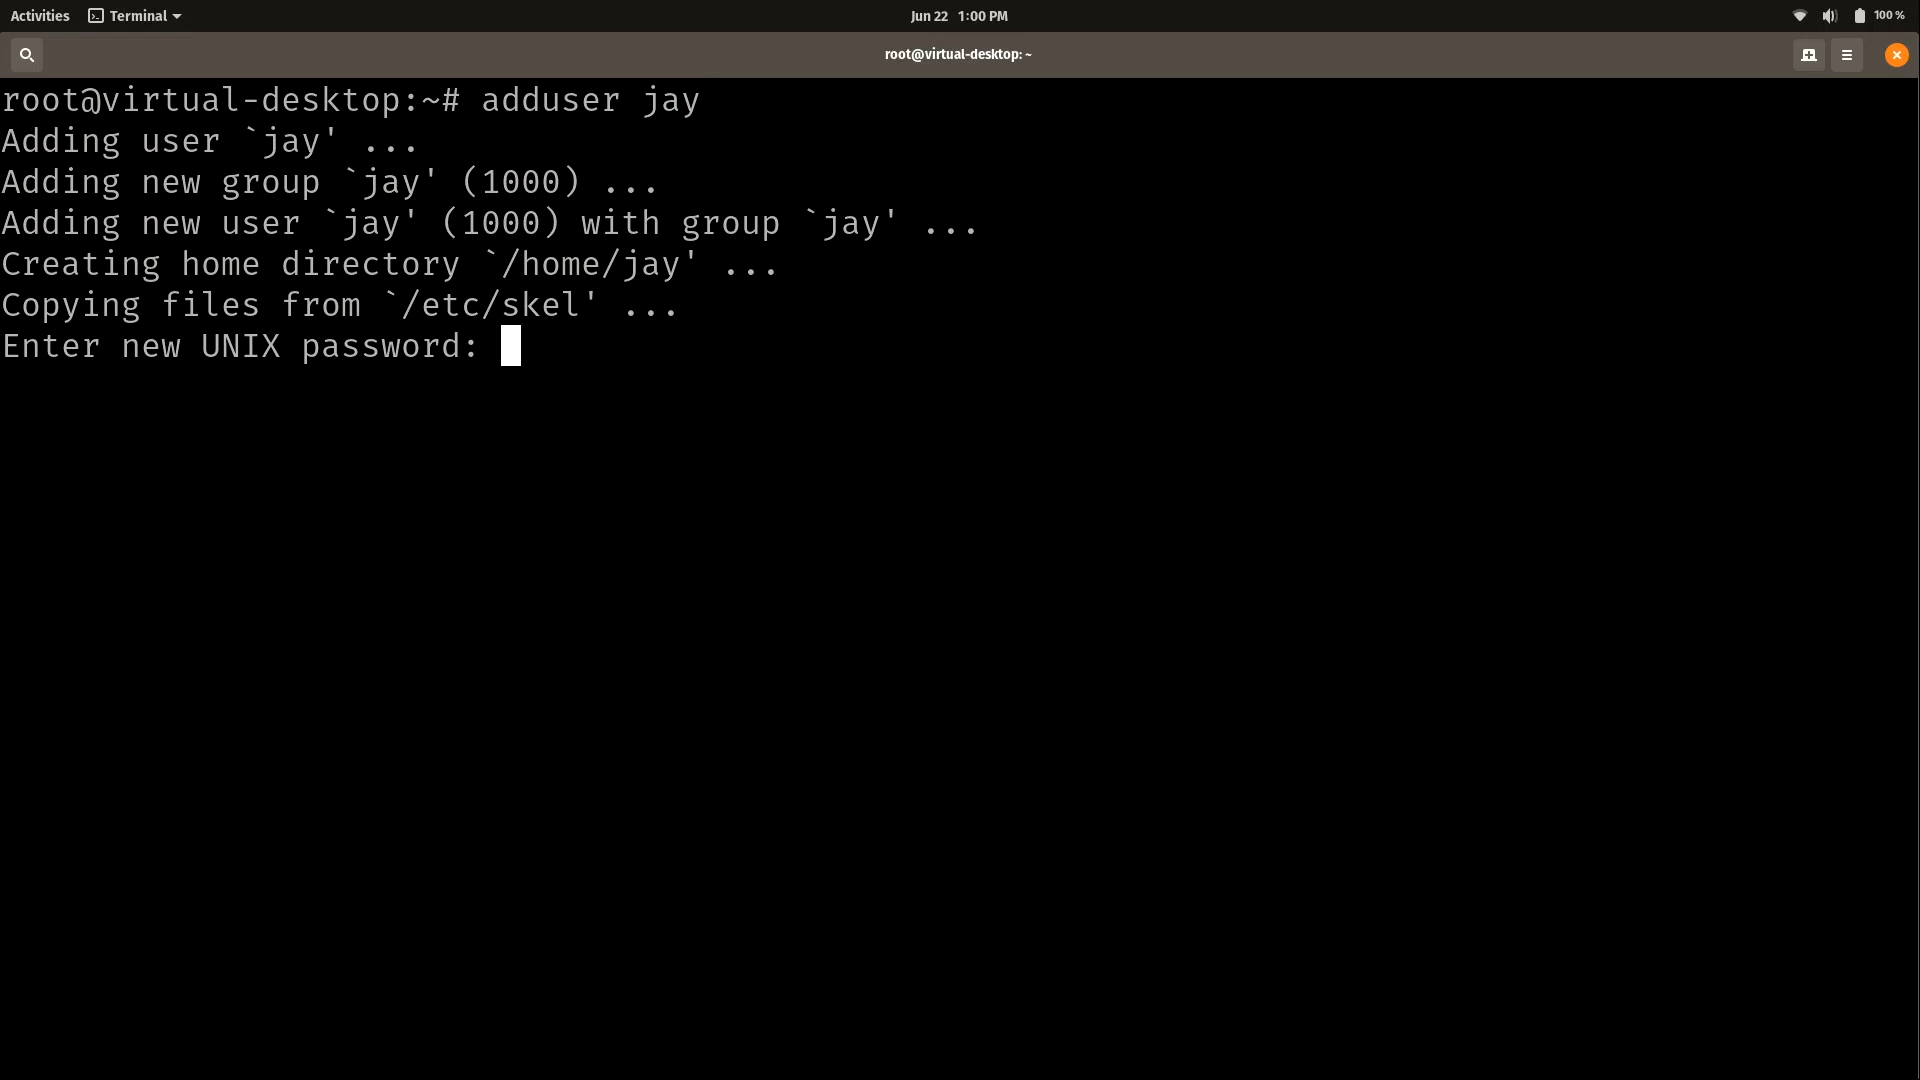 Activities Terminal Jun 22 1:00 PM 100 %
root@virtual-desktop: ~
root@virtual-desktop:~# adduser jay
Adding user `jay' ...
Adding new group `jay' (1000) ...
Adding new user `jay' (1000) with group `jay' ...
Creating home directory `/home/jay' ...
Copying files from `/etc/skel' ...
Enter new UNIX password: